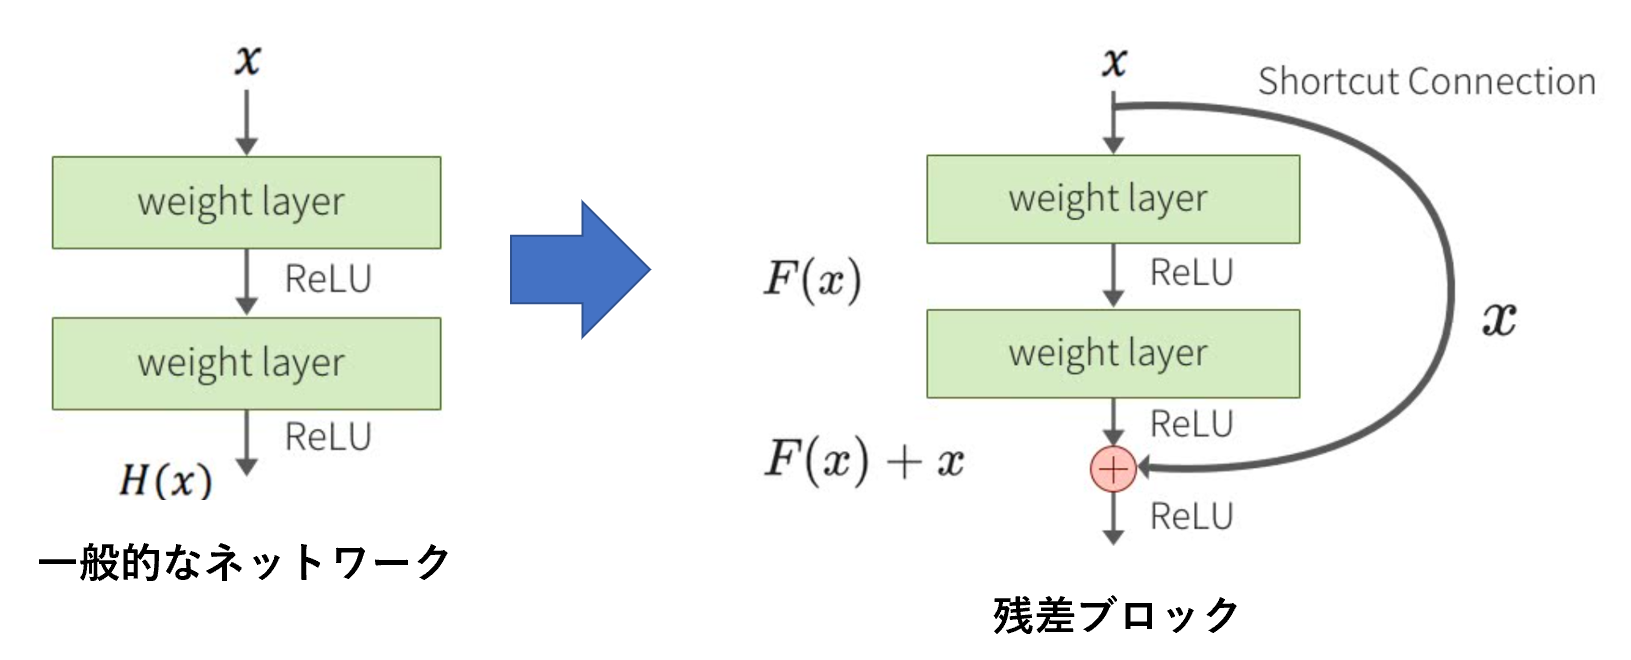 x
weight layer
ReLU
weight layer
ReLU
H(x)
一般的なネットワーク
x
Shortcut Connection
weight layer
F(x)
ReLU
x
weight layer
ReLU
F(x) + x
+
ReLU
残差ブロック